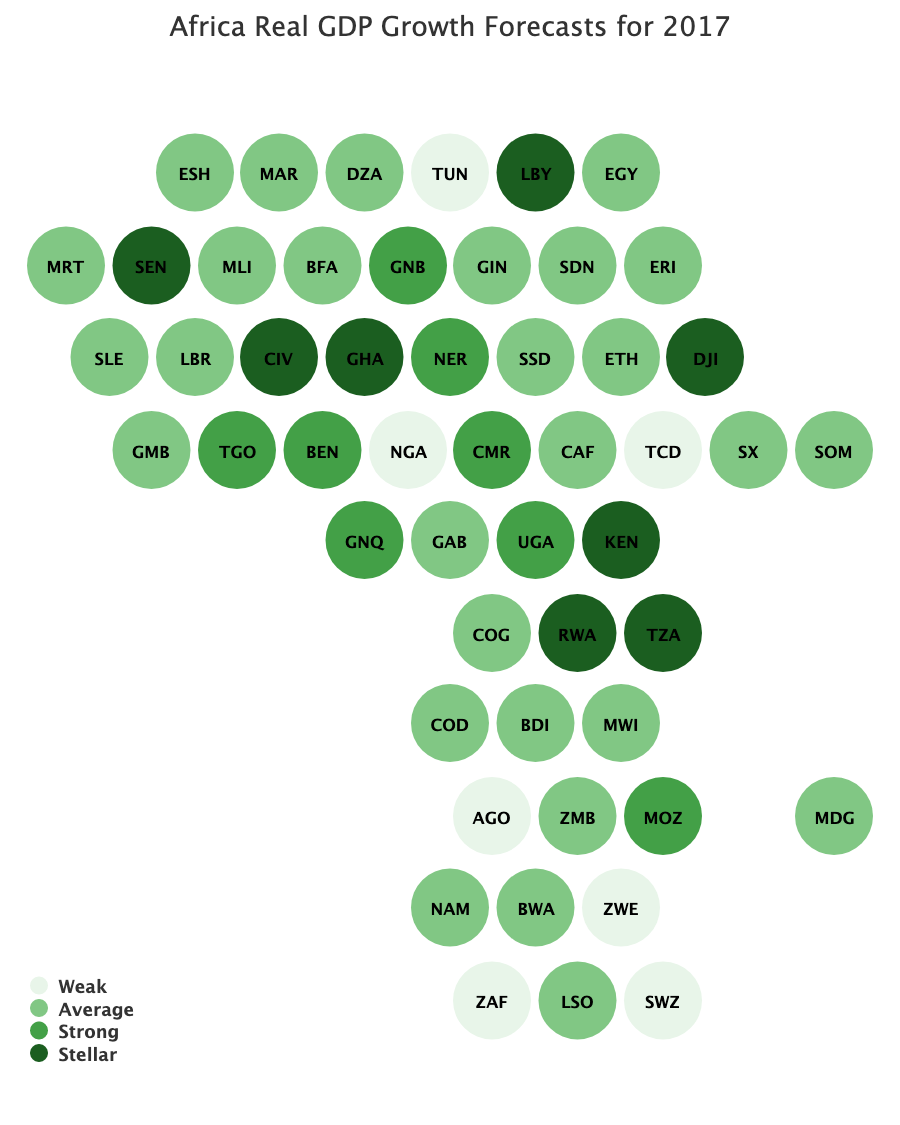 Africa Real GDP Growth Forecasts for 2017
ESH MAR DZA TUN LBY EGY
MRT SEN MLI BFA GNB GIN SDN ERI
SLE LBR CIV GHA NER SSD ETH DJI
GMB TGO BEN NGA CMR CAF TCD SX SOM
GNQ GAB UGA KEN
COG RWA TZA
COD BDI MWI
AGO ZMB MOZ MDG
NAM BWA ZWE
ZAF LSO SWZ
Weak
Average
Strong
Stellar